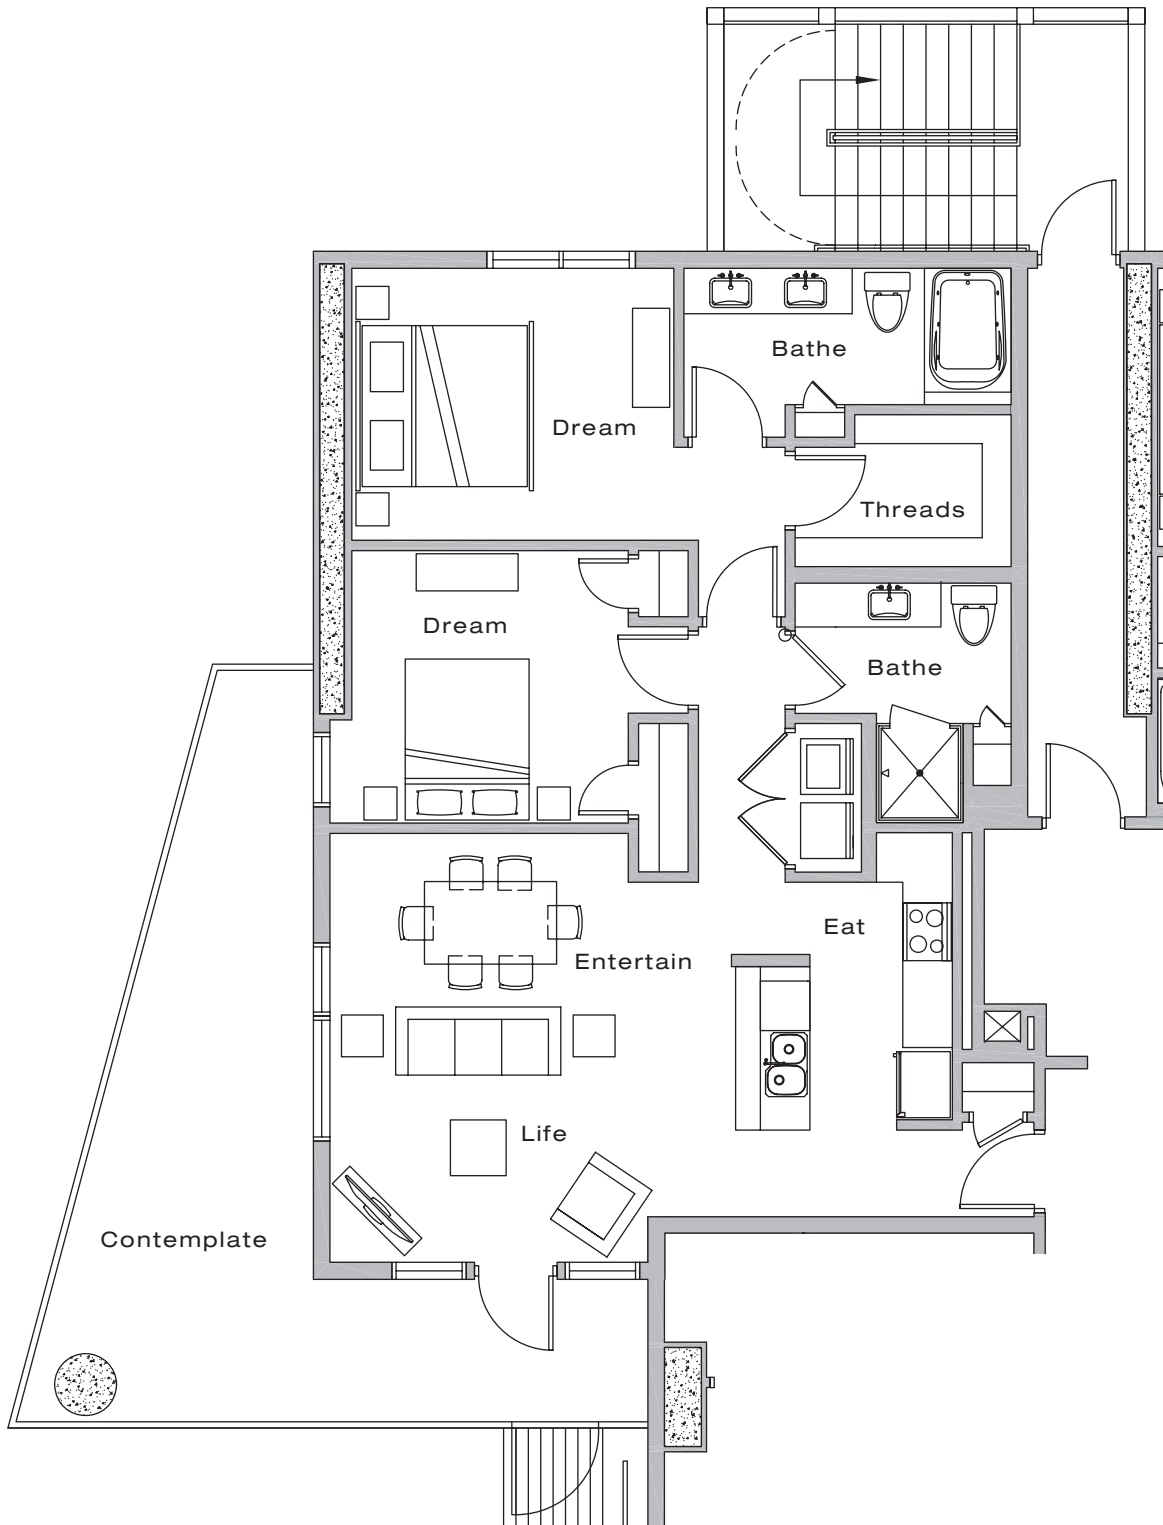 Bathe
Dream
Threads
Dream
Bathe
Eat
Entertain
Life
Contemplate